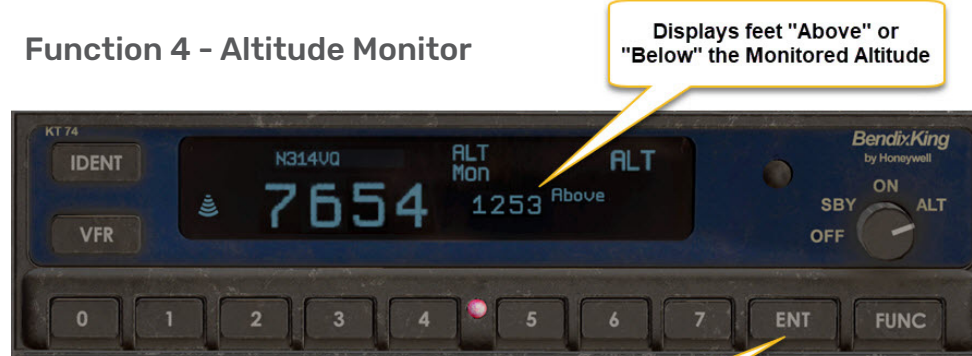 Function 4 - Altitude Monitor
Displays feet "Above" or
"Below" the Monitored Altitude
KT 74
IDENT
VFR
N314VQ
ALT
Mon
ALT
7654
1253 Above
Bendix/King
by Honeywell
ON
SBY
ALT
OFF
0 1 2 3 4 5 6 7 ENT FUNC